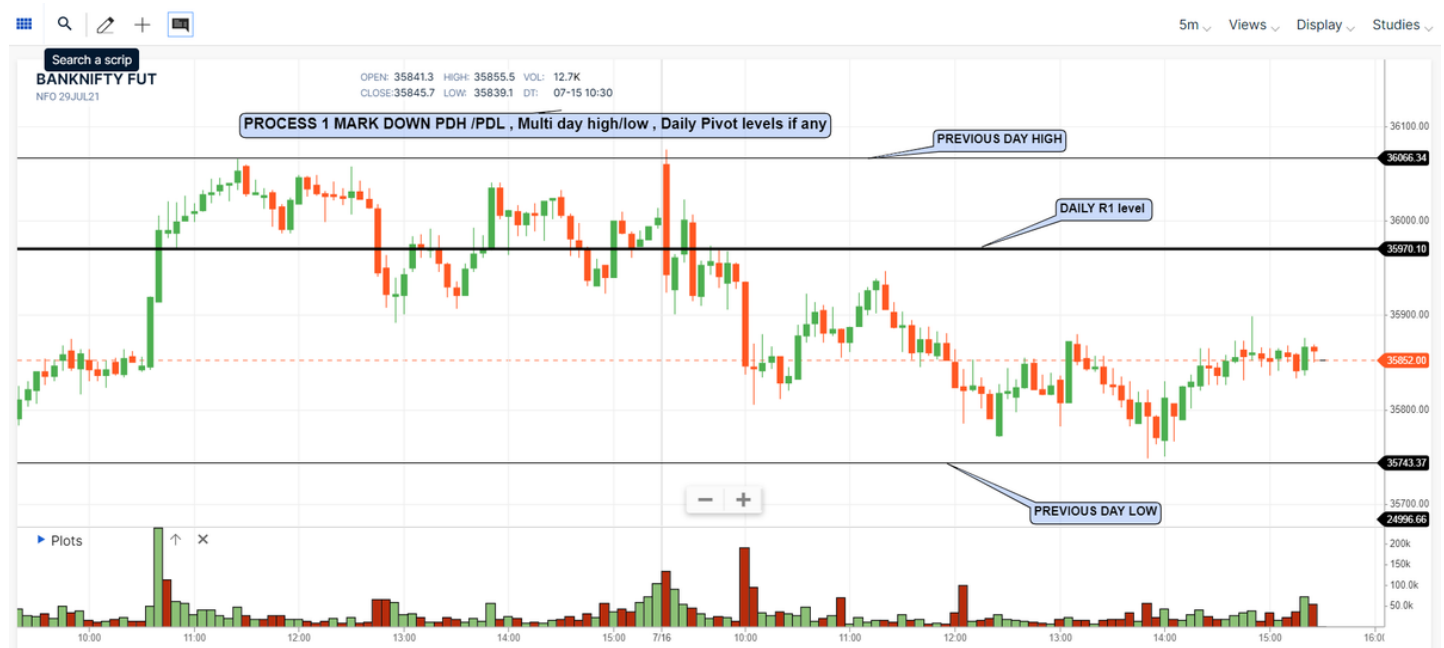 5m Views Display Studies
Search a scrip
BANKNIFTY FUT
NFO 29JUL21
OPEN: 35841.3 HIGH: 35855.5 VOL: 12.7K
CLOSE:35845.7 LOW: 35839.1 DT: 07-15 10:30
PROCESS 1 MARK DOWN PDH /PDL , Multi day high/low , Daily Pivot levels if any
36100.00
PREVIOUS DAY HIGH
36066.34
DAILY R1 level
36000.00
35970.10
35900.00
35852.00
35800.00
35743.37
PREVIOUS DAY LOW
35700.00
24996.66
Plots
200k
150k
100.0k
50.0k
10:00 11:00 12:00 13:00 14:00 15:00 7/16 10:00 11:00 12:00 13:00 14:00 15:00 16:00